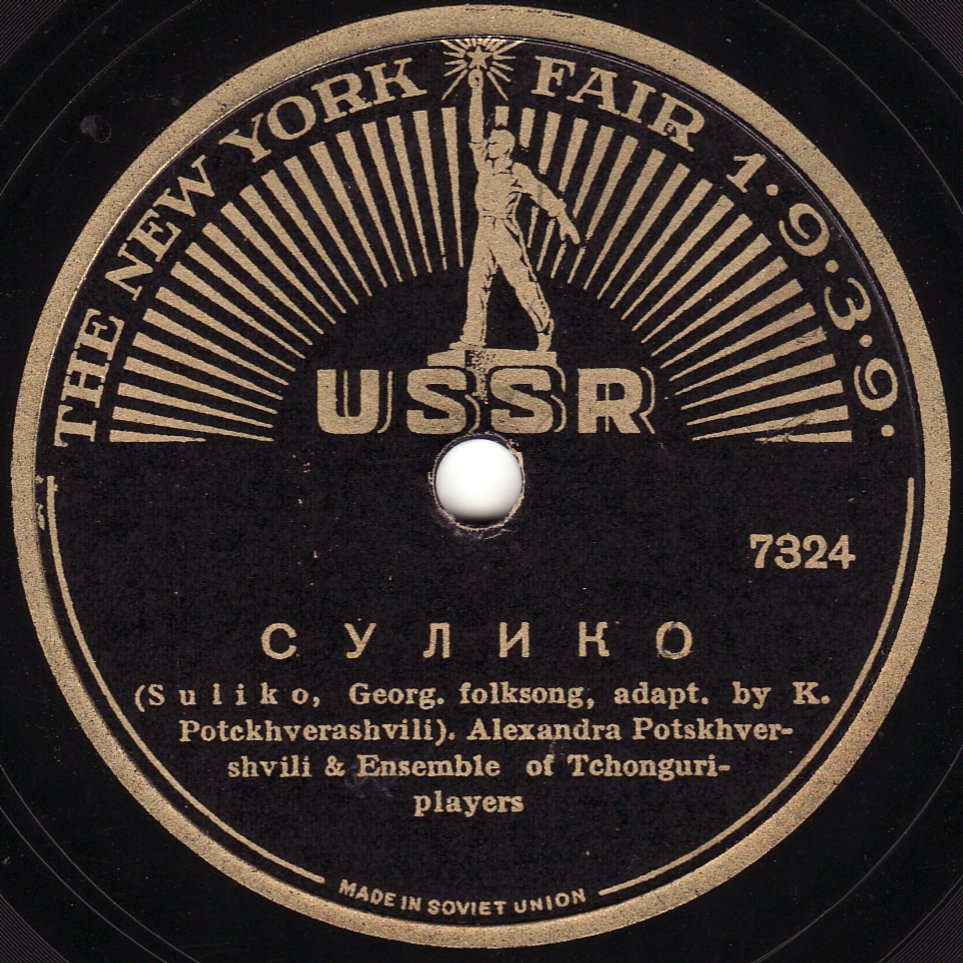 THE NEW YORK FAIR 1·9·3·9·
USSR
7324
СУЛИКО
(Suliko, Georg. folksong, adapt. by K.
Potckhverashvili). Alexandra Potskhver-
shvili & Ensemble of Tchonguri-
players
MADE IN SOVIET UNION